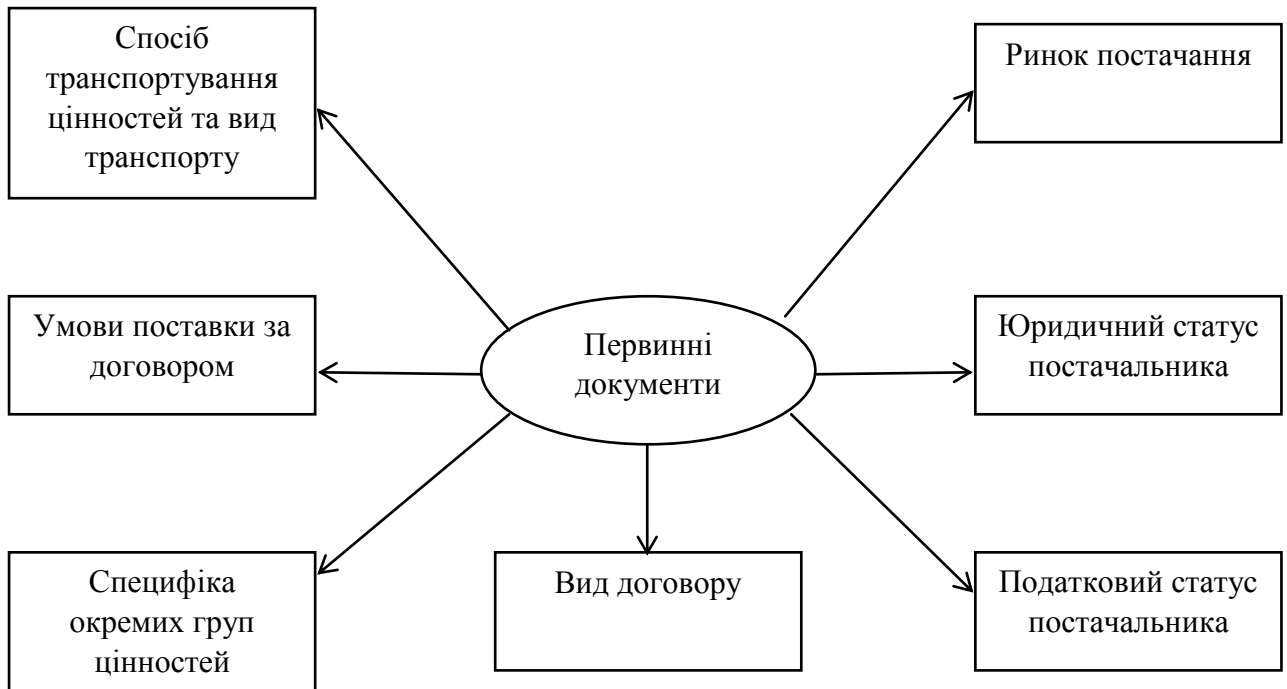 Спосіб
транспортування
цінностей та вид
транспорту
Ринок постачання
Умови поставки за
договором
Первинні
документи
Юридичний статус
постачальника
Специфіка
окремих груп
цінностей
Вид договору
Податковий статус
постачальника